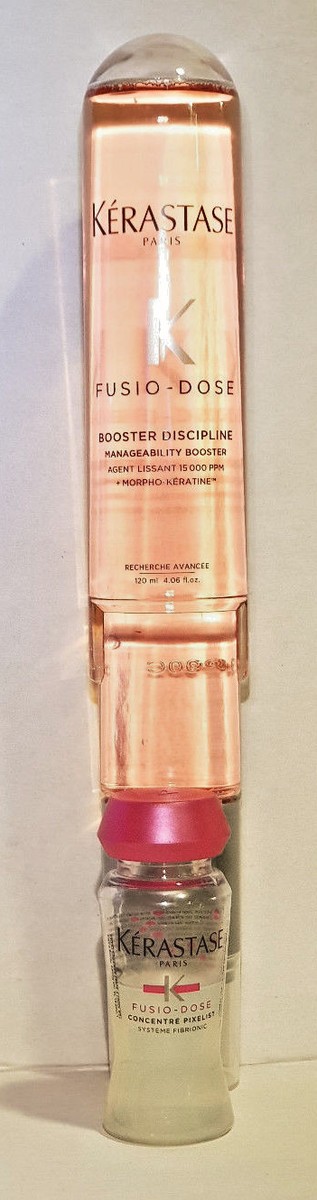 KÉRASTASE
PARIS
K
FUSIO-DOSE
BOOSTER DISCIPLINE
MANAGEABILITY BOOSTER
AGENT LISSANT 15 000 PPM
+ MORPHO-KÉRATINE™
RECHERCHE AVANCÉE
120 ml 4.06 fl.oz.
KÉRASTASE
PARIS
K
FUSIO-DOSE
CONCENTRÉ PIXELIST
SYSTÈME FIBRIONIC